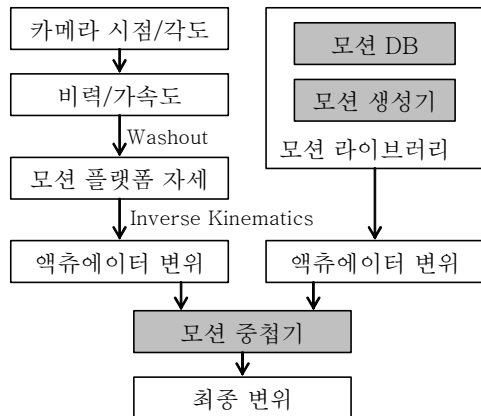 카메라 시점/각도
비력/가속도
Washout
모션 플랫폼 자세
Inverse Kinematics
액츄에이터 변위
모션 DB
모션 생성기
모션 라이브러리
액츄에이터 변위
모션 중첩기
최종 변위